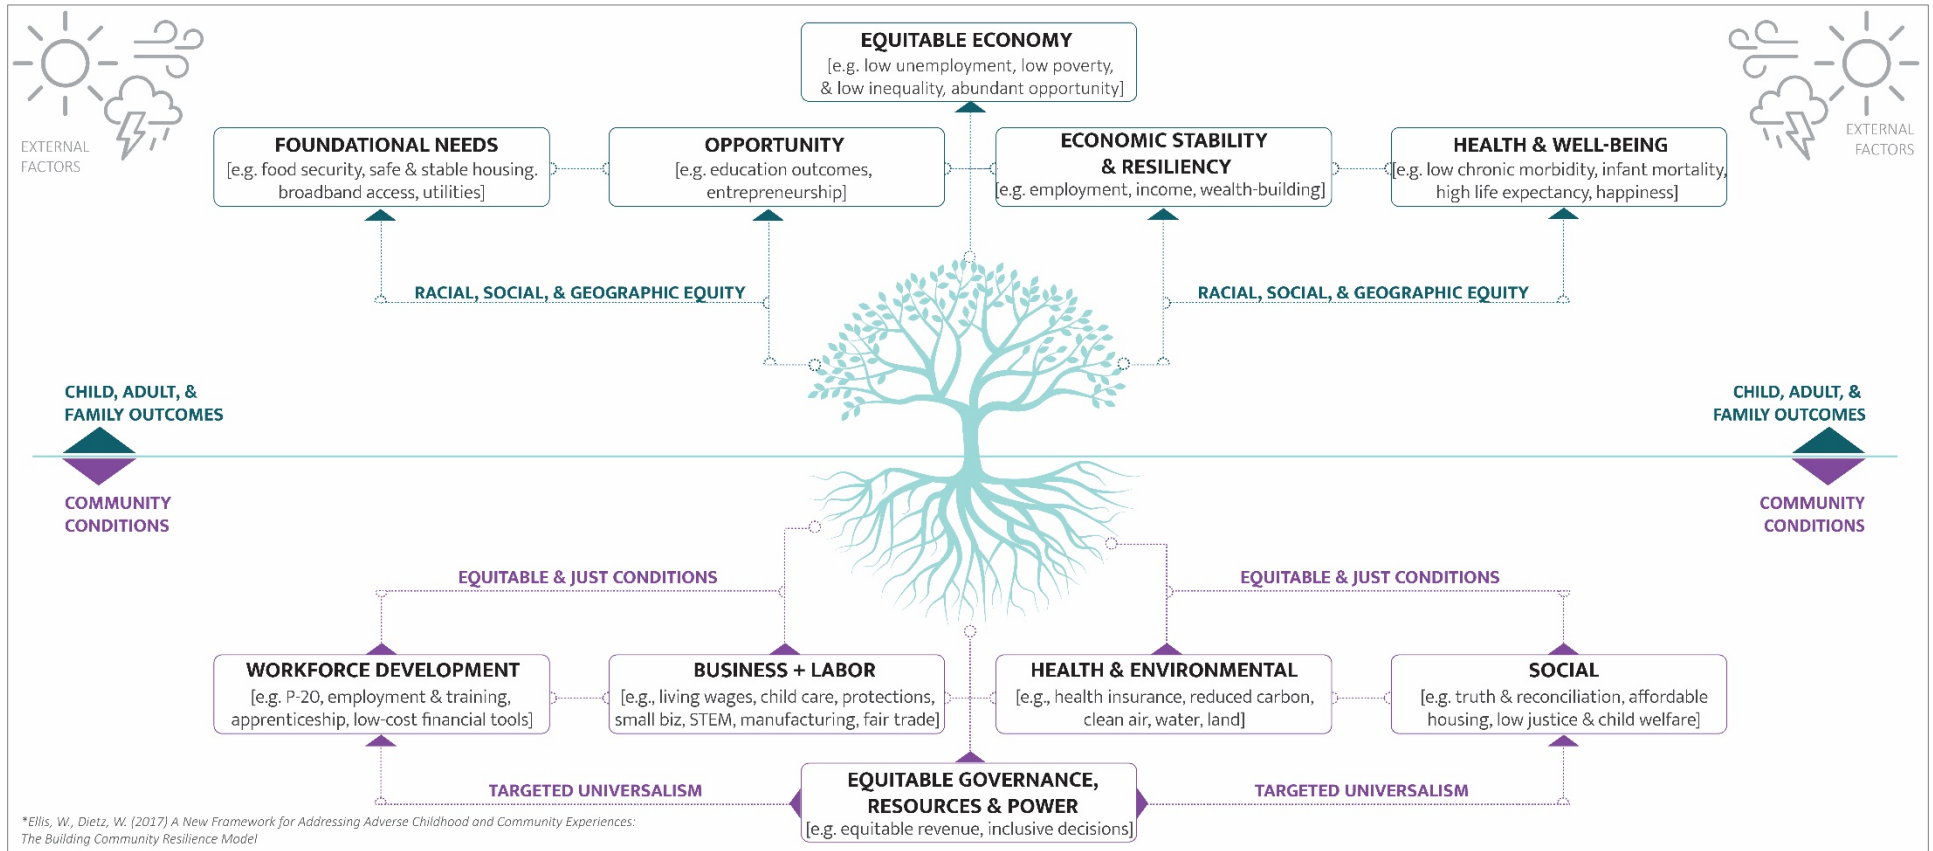 EQUITABLE ECONOMY
[e.g. low unemployment, low poverty,
& low inequality, abundant opportunity]
EXTERNAL
FACTORS
EXTERNAL
FACTORS
FOUNDATIONAL NEEDS
[e.g. food security, safe & stable housing.
broadband access, utilities]
OPPORTUNITY
[e.g. education outcomes,
entrepreneurship]
ECONOMIC STABILITY
& RESILIENCY
[e.g. employment, income, wealth-building]
HEALTH & WELL-BEING
[e.g. low chronic morbidity, infant mortality,
high life expectancy, happiness]
RACIAL, SOCIAL, & GEOGRAPHIC EQUITY
RACIAL, SOCIAL, & GEOGRAPHIC EQUITY
CHILD, ADULT, &
FAMILY OUTCOMES
CHILD, ADULT, &
FAMILY OUTCOMES
COMMUNITY
CONDITIONS
COMMUNITY
CONDITIONS
EQUITABLE & JUST CONDITIONS
EQUITABLE & JUST CONDITIONS
WORKFORCE DEVELOPMENT
[e.g. P-20, employment & training,
apprenticeship, low-cost financial tools]
BUSINESS + LABOR
[e.g., living wages, child care, protections,
small biz, STEM, manufacturing, fair trade]
HEALTH & ENVIRONMENTAL
[e.g., health insurance, reduced carbon,
clean air, water, land]
SOCIAL
[e.g. truth & reconciliation, affordable
housing, low justice & child welfare]
TARGETED UNIVERSALISM
EQUITABLE GOVERNANCE,
RESOURCES & POWER
[e.g. equitable revenue, inclusive decisions]
TARGETED UNIVERSALISM
*Ellis, W., Dietz, W. (2017) A New Framework for Addressing Adverse Childhood and Community Experiences:
The Building Community Resilience Model